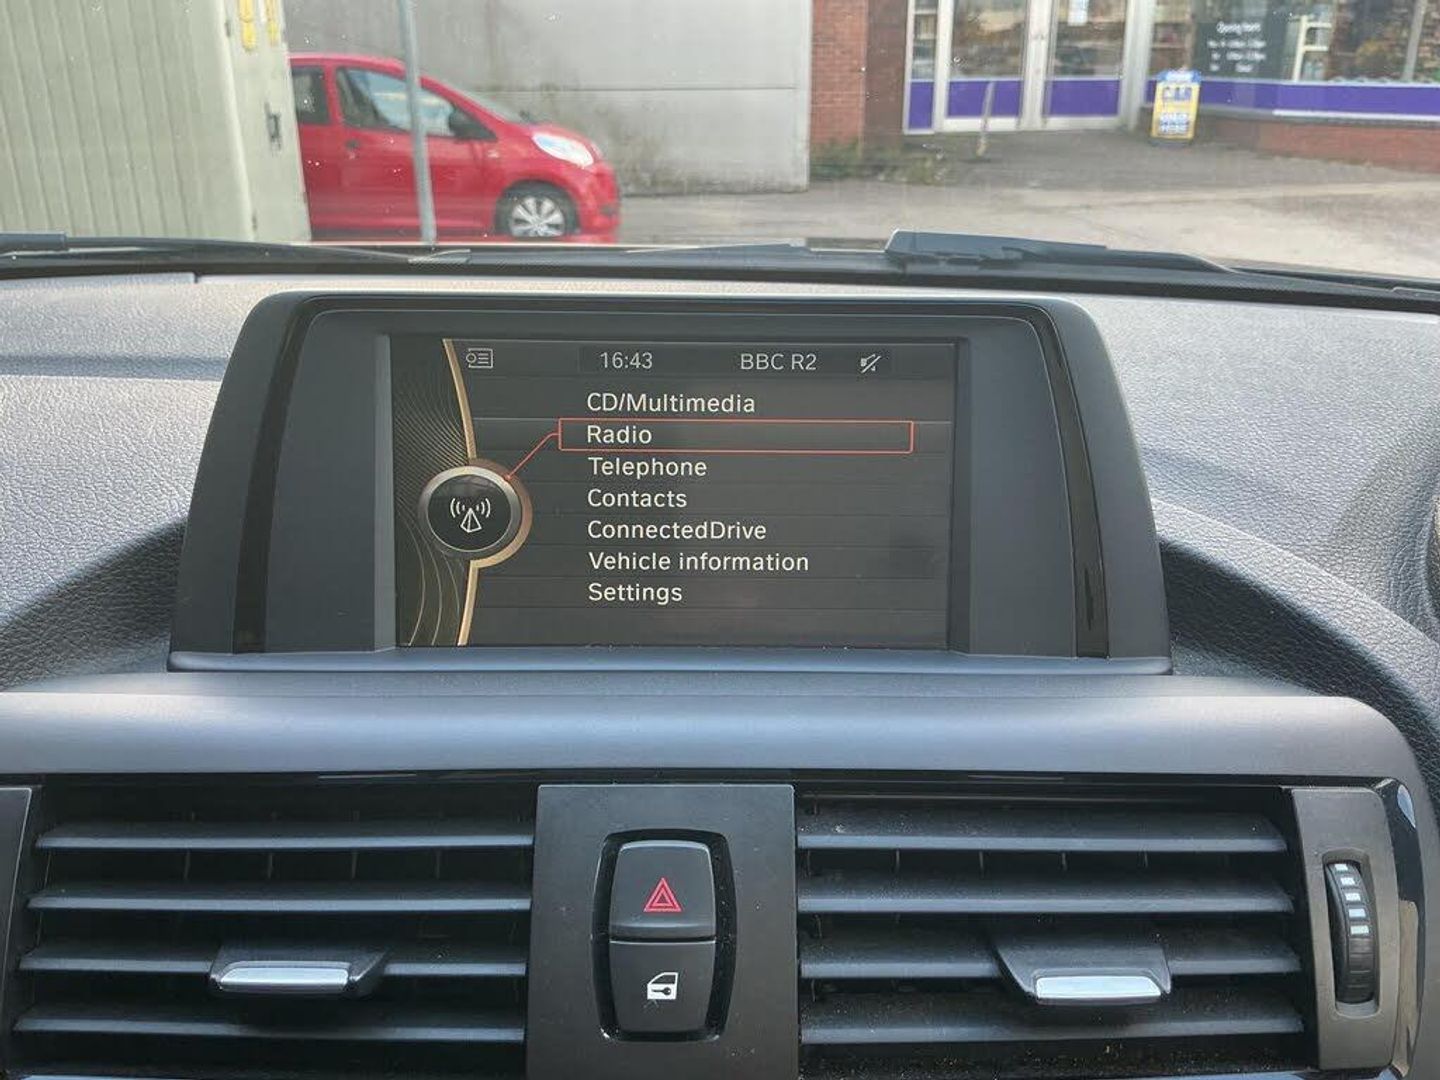 16:43 BBC R2
CD/Multimedia
Radio
Telephone
Contacts
ConnectedDrive
Vehicle information
Settings